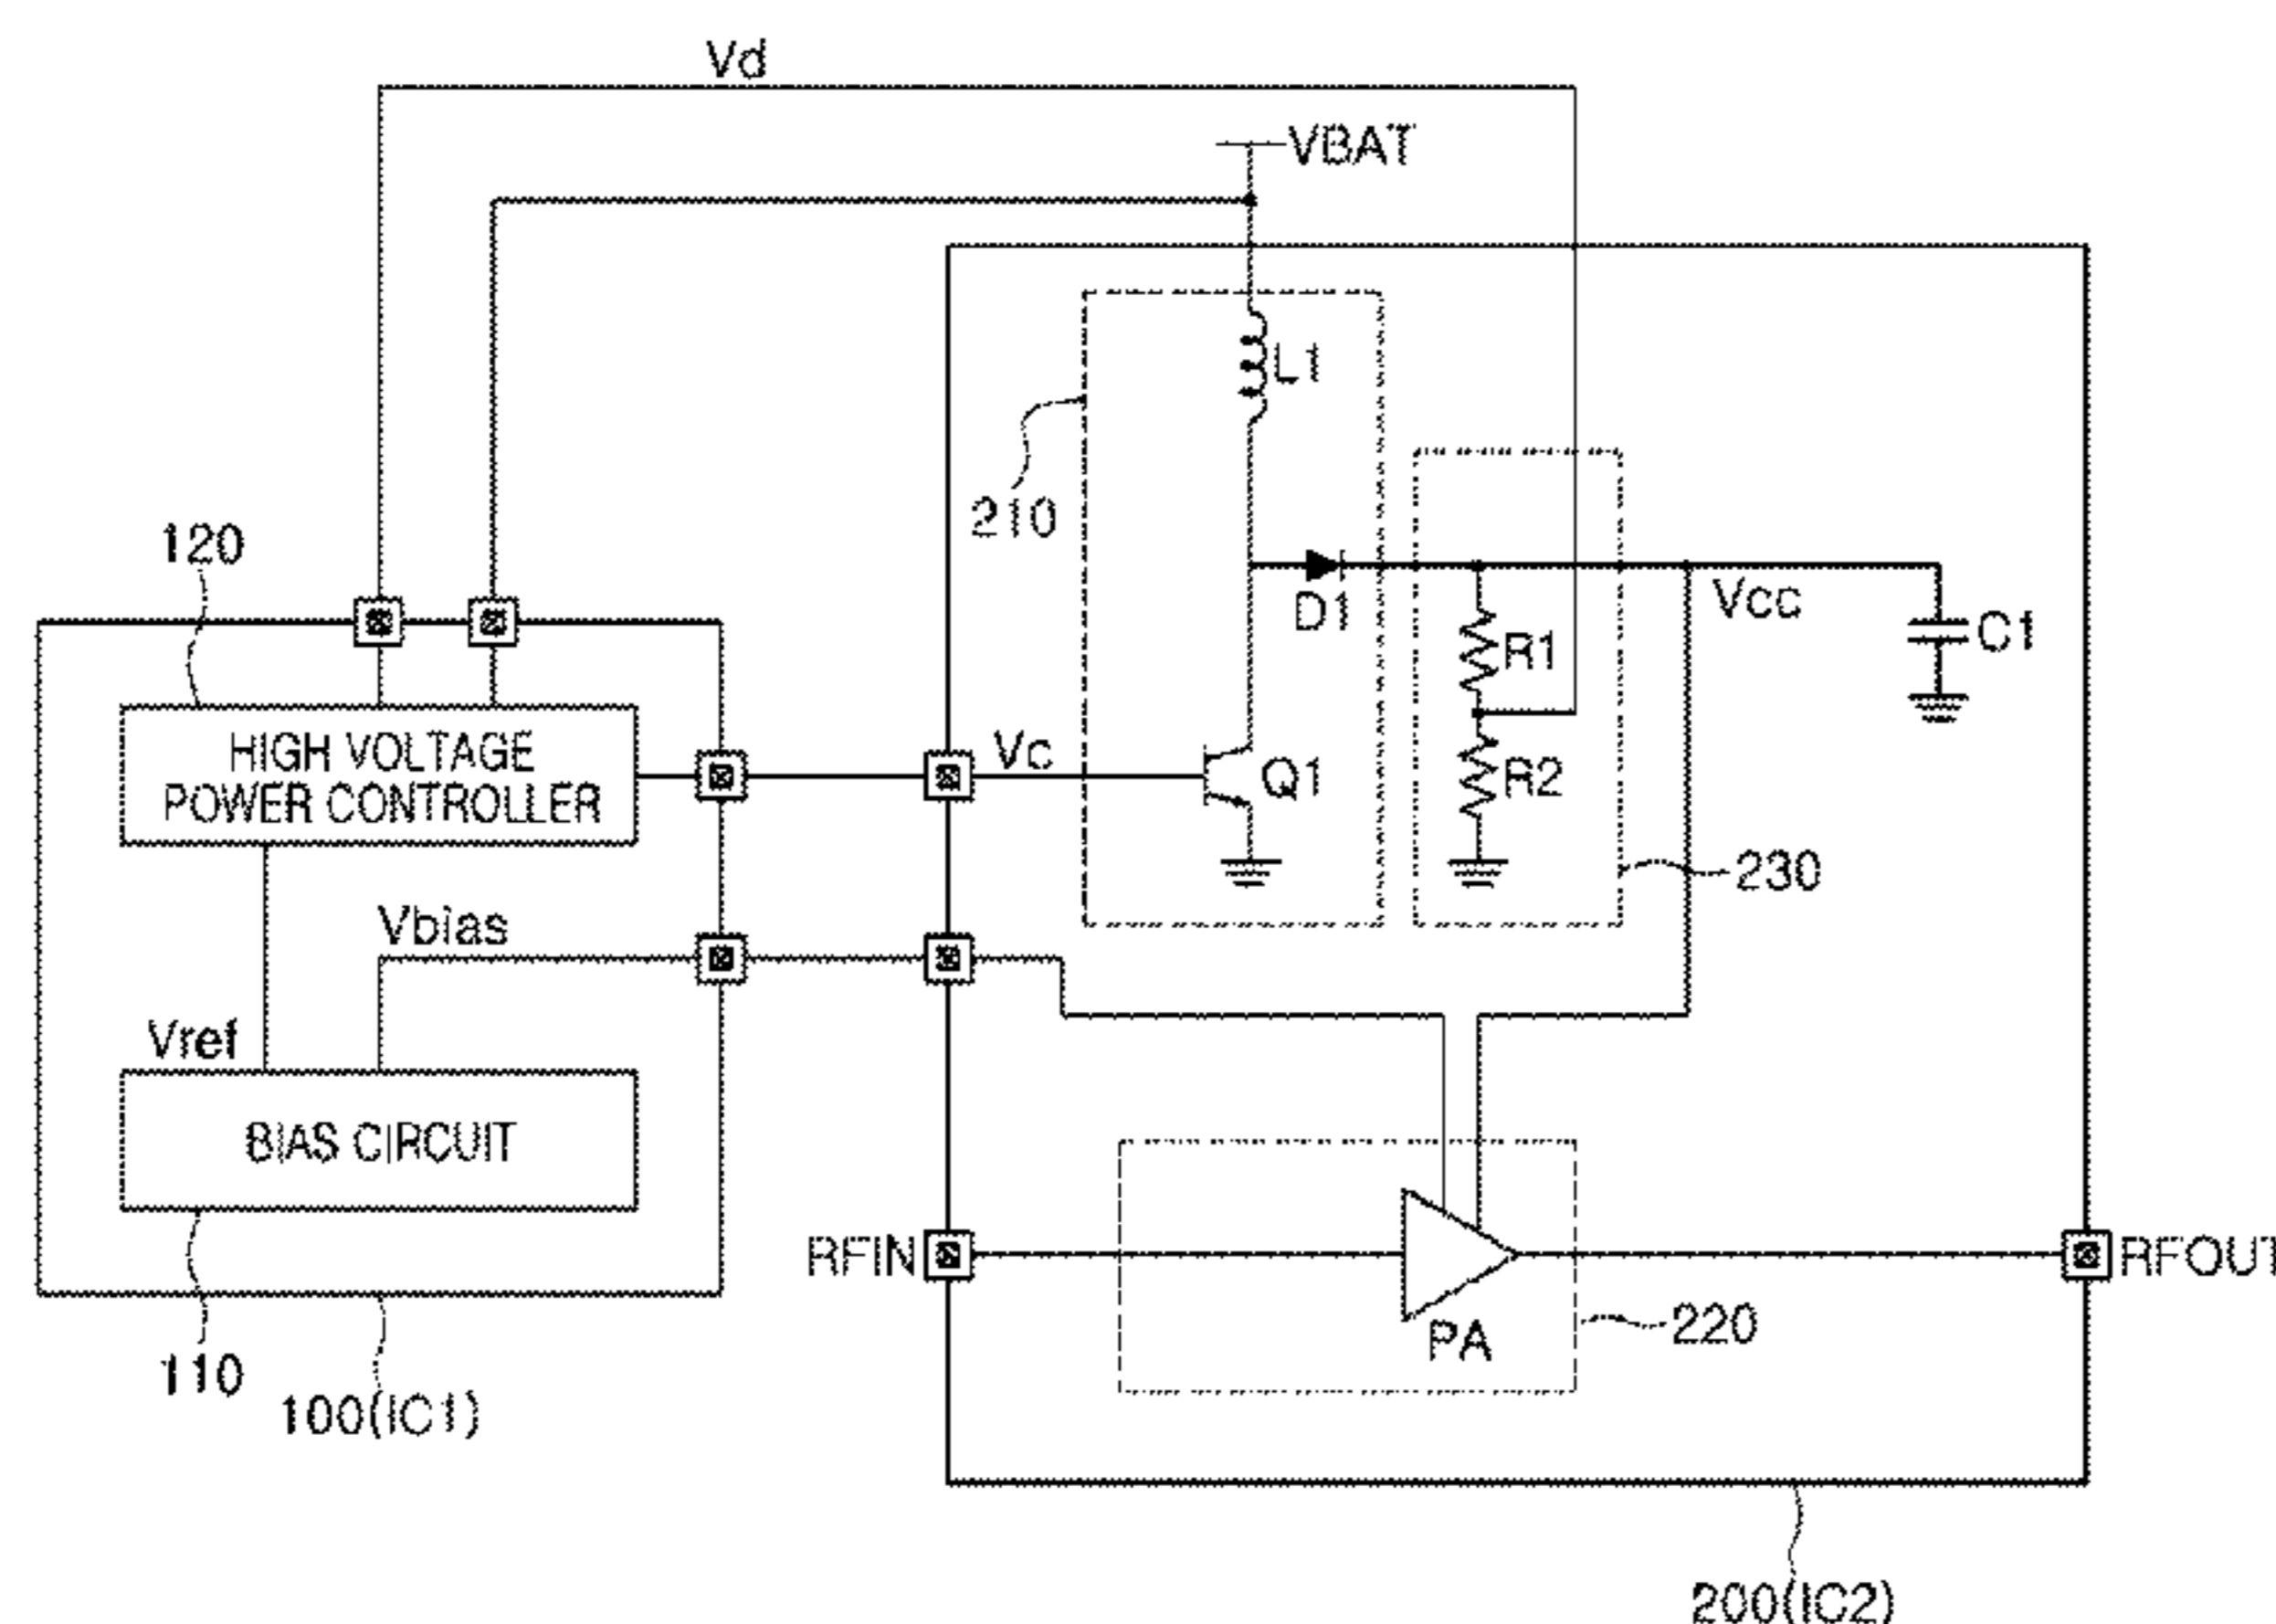 Vd
VBAT
L1
210
120
D1
Vcc
C1
R1
HIGH VOLTAGE
POWER CONTROLLER
Vc
Q1
R2
230
Vbias
Vref
BIAS CIRCUIT
RFIN
RFOUT
PA
220
110
100(IC1)
200(IC2)